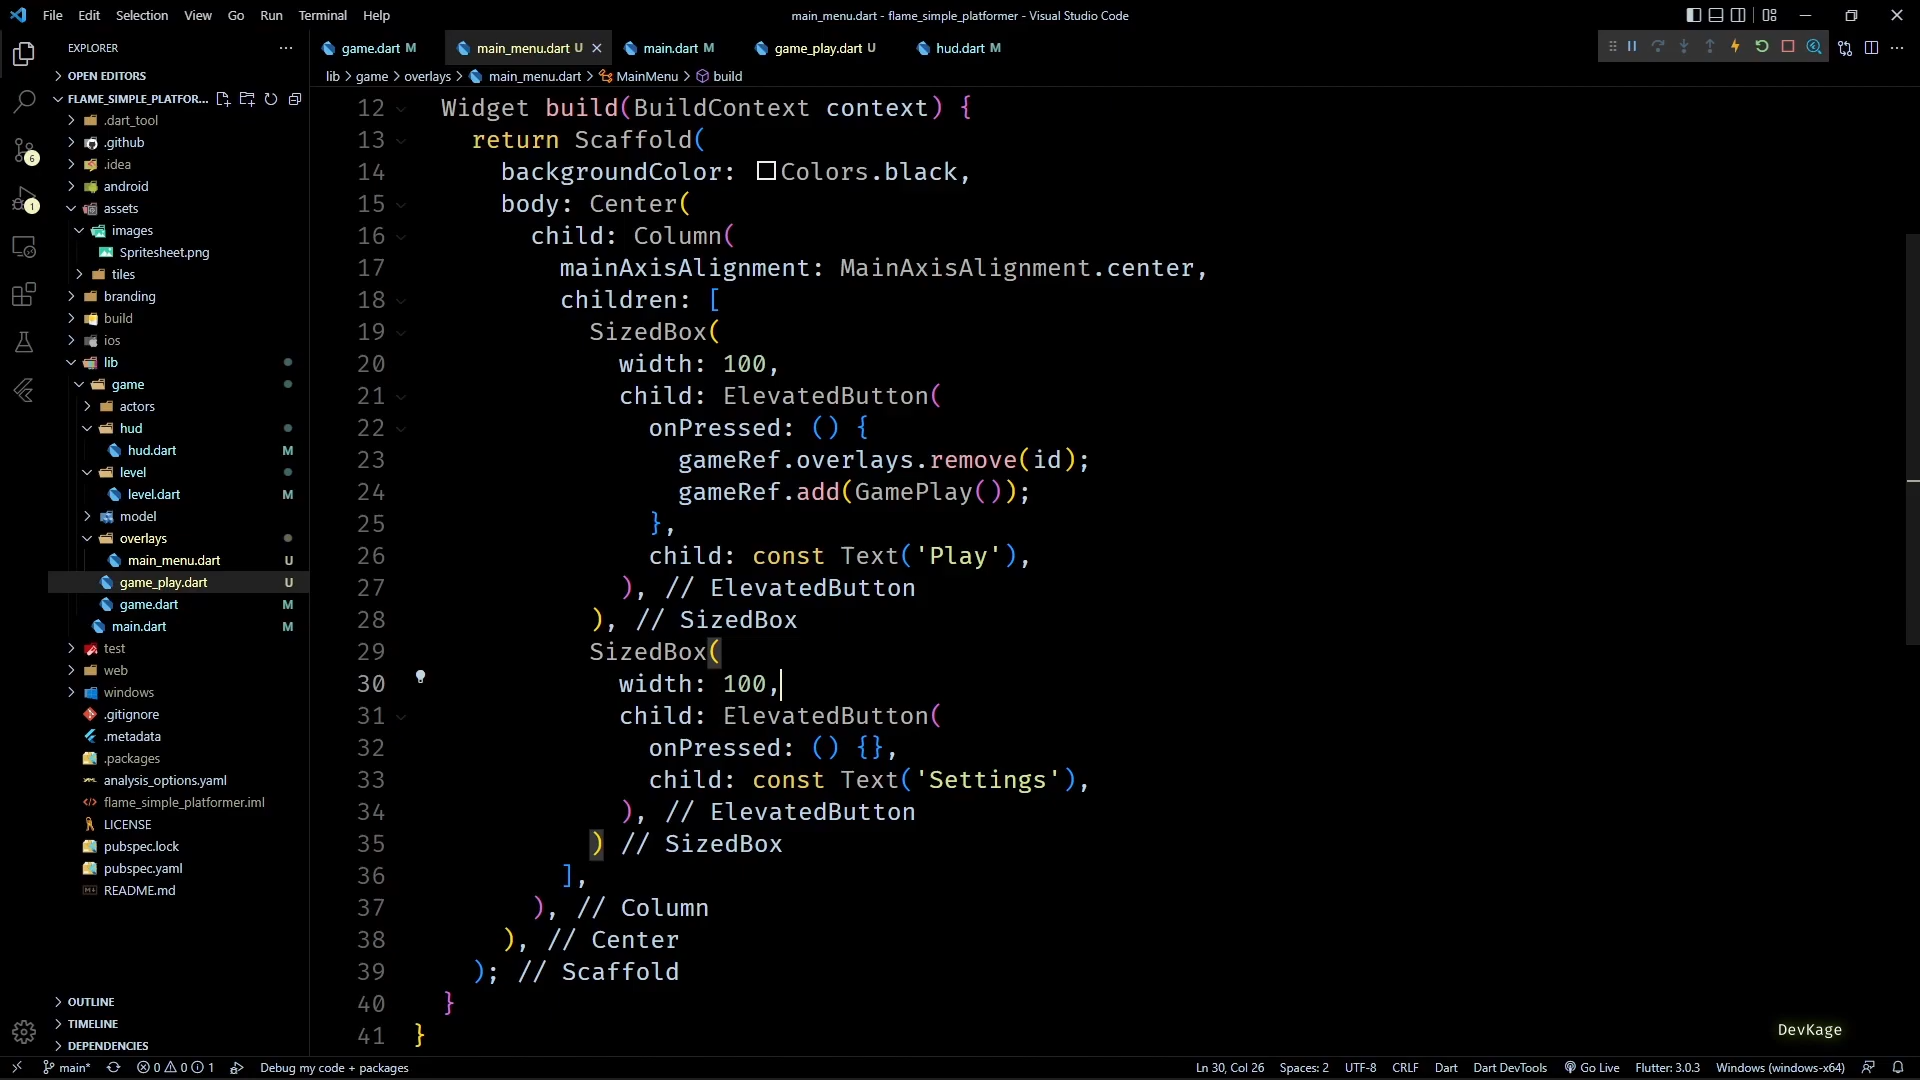 File Edit Selection View Go Run Terminal Help
main_menu.dart - flame_simple_platformer - Visual Studio Code
EXPLORER
game.dart M
main_menu.dart U
main.dart M
game_play.dart U
hud.dart M
lib > game > overlays > main_menu.dart > MainMenu > build
OPEN EDITORS
FLAME_SIMPLE_PLATFOR...
.dart_tool
.github
.idea
android
assets
images
Spritesheet.png
tiles
branding
build
ios
lib
game
actors
hud
hud.dart M
level
level.dart M
model
overlays
main_menu.dart U
game_play.dart U
game.dart M
main.dart M
test
web
windows
.gitignore
.metadata
.packages
analysis_options.yaml
flame_simple_platformer.iml
LICENSE
pubspec.lock
pubspec.yaml
README.md
OUTLINE
TIMELINE
DEPENDENCIES
6
1
12 Widget build(BuildContext context) {
13 return Scaffold(
14 backgroundColor: Colors.black,
15 body: Center(
16 child: Column(
17 mainAxisAlignment: MainAxisAlignment.center,
18 children: [
19 SizedBox(
20 width: 100,
21 child: ElevatedButton(
22 onPressed: () {
23 gameRef.overlays.remove(id);
24 gameRef.add(GamePlay());
25 },
26 child: const Text('Play'),
27 ), // ElevatedButton
28 ), // SizedBox
29 SizedBox(
30 width: 100,
31 child: ElevatedButton(
32 onPressed: () {},
33 child: const Text('Settings'),
34 ), // ElevatedButton
35 ) // SizedBox
36 ],
37 ), // Column
38 ), // Center
39 ); // Scaffold
40 }
41 }
DevKage
main* 0 0 1 Debug my code + packages
Ln 30, Col 26 Spaces: 2 UTF-8 CRLF Dart Dart DevTools Go Live Flutter: 3.0.3 Windows (windows-x64)